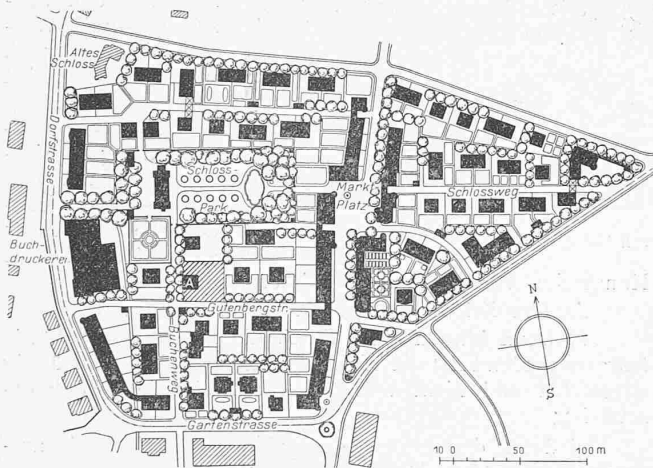 Altes
Schloss
Dorfstrasse
Schloss-
Park
Markt
Platz
Schlossweg
Buch-
druckerei
A
Gutenbergstr.
Buchenweg
Gartenstrasse
N
S
10 0 50 100 m